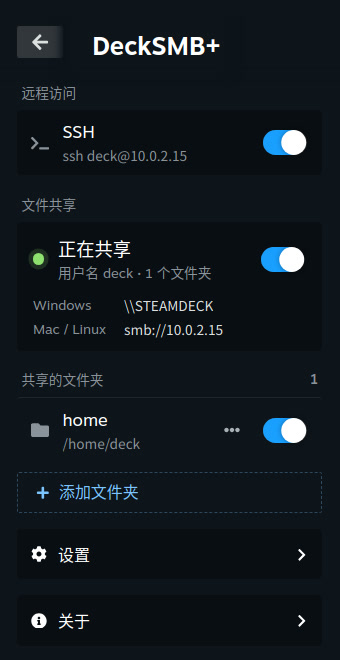 DeckSMB+
远程访问
SSH
ssh deck@10.0.2.15
文件共享
正在共享
用户名 deck · 1 个文件夹
Windows \\STEAMDECK
Mac / Linux smb://10.0.2.15
共享的文件夹 1
home
/home/deck
+ 添加文件夹
设置
关于